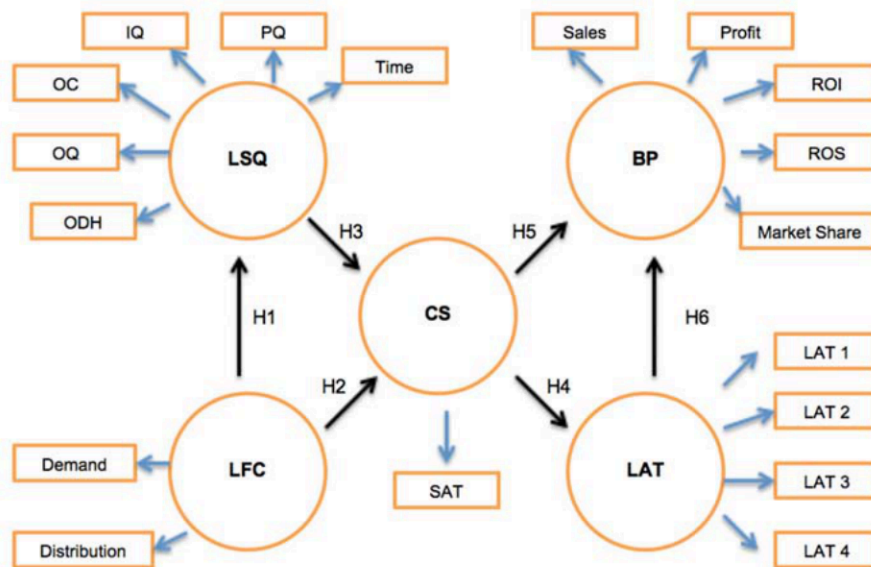 IQ
PQ
Sales
Profit
Time
OC
ROI
LSQ
BP
OQ
ROS
ODH
Market Share
H3
H5
CS
H1
H6
LAT 1
H2
H4
LAT 2
Demand
LFC
LAT
SAT
LAT 3
Distribution
LAT 4